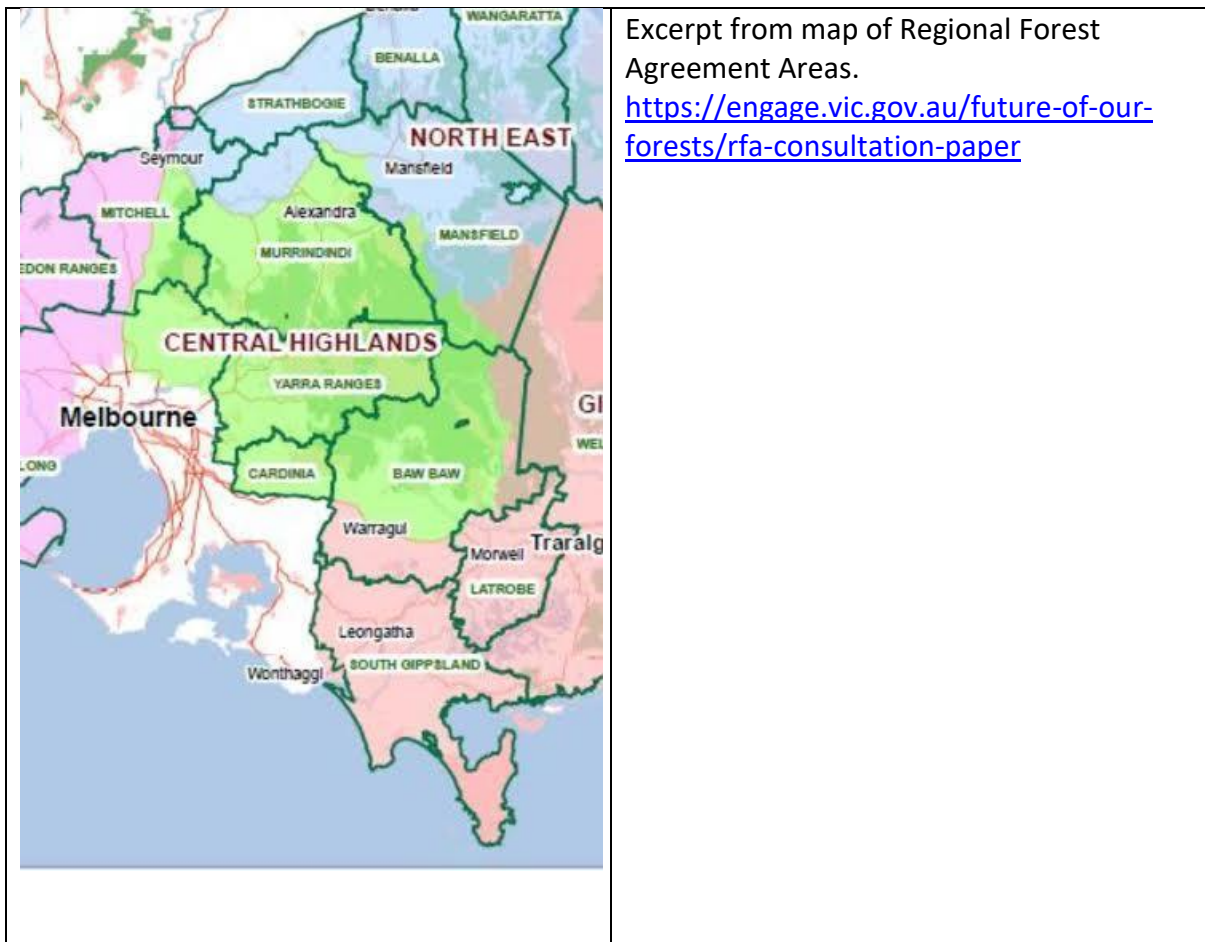 WANGARATTA
BENALLA
STRATHBOGIE
NORTH EAST
Seymour
Mansfield
MITCHELL
Alexandra
MANSFIELD
MURRINDINDI
EDON RANGES
CENTRAL HIGHLANDS
YARRA RANGES
Melbourne
GI
WEL
LONG
CARDINIA
BAW BAW
Warragul
Morwell
Traralg
LATROBE
Leongatha
SOUTH GIPPSLAND
Wonthaggi
Excerpt from map of Regional Forest
Agreement Areas.
https://engage.vic.gov.au/future-of-our-
forests/rfa-consultation-paper